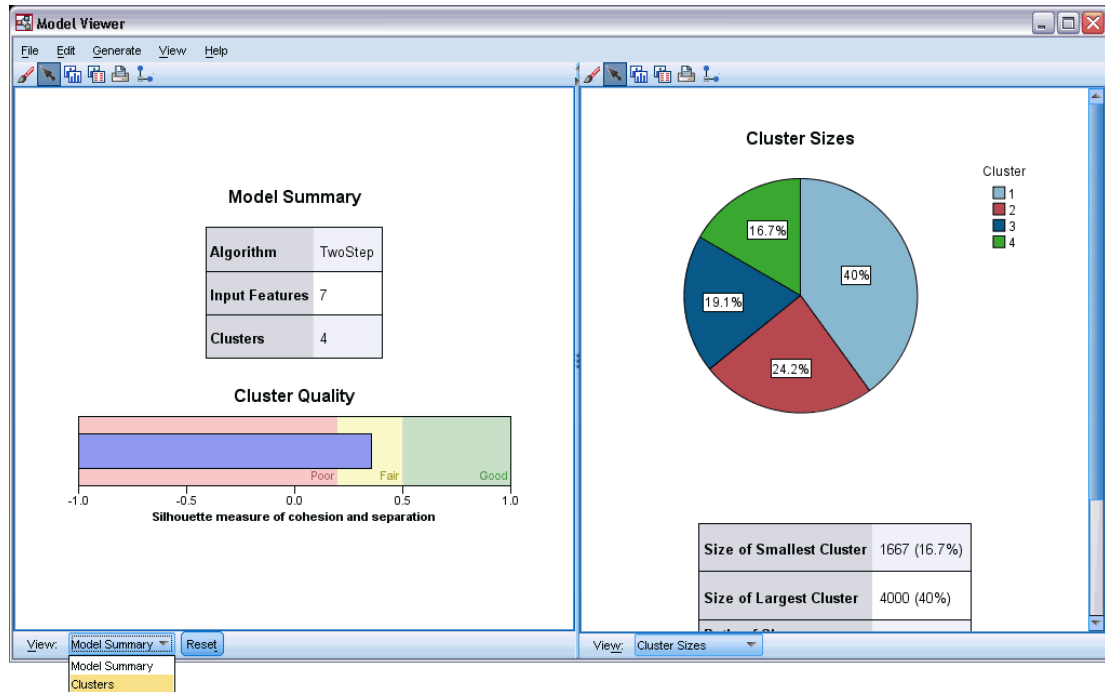 Model Viewer
File Edit Generate View Help
Model Summary
Algorithm TwoStep
Input Features 7
Clusters 4
Cluster Quality
Poor Fair Good
-1.0 -0.5 0.0 0.5 1.0
Silhouette measure of cohesion and separation
View: Model Summary Reset
Model Summary
Clusters
Cluster Sizes
Cluster
1
2
3
4
16.7%
40%
19.1%
24.2%
Size of Smallest Cluster 1667 (16.7%)
Size of Largest Cluster 4000 (40%)
View: Cluster Sizes